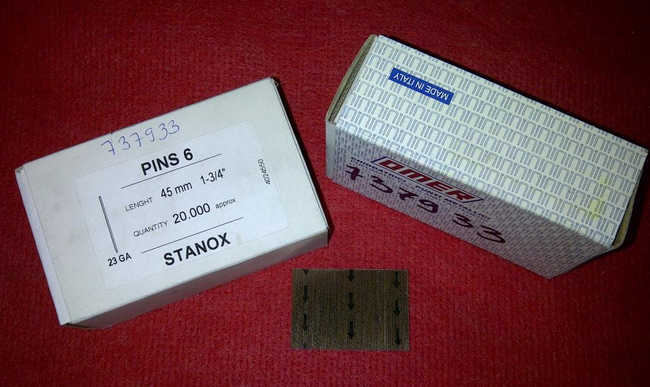 737933
PINS 6
LENGHT 45 mm 1-3/4"
QUANTITY 20.000 approx
23 GA
STANOX
4024550
MADE IN ITALY
OMER
737933